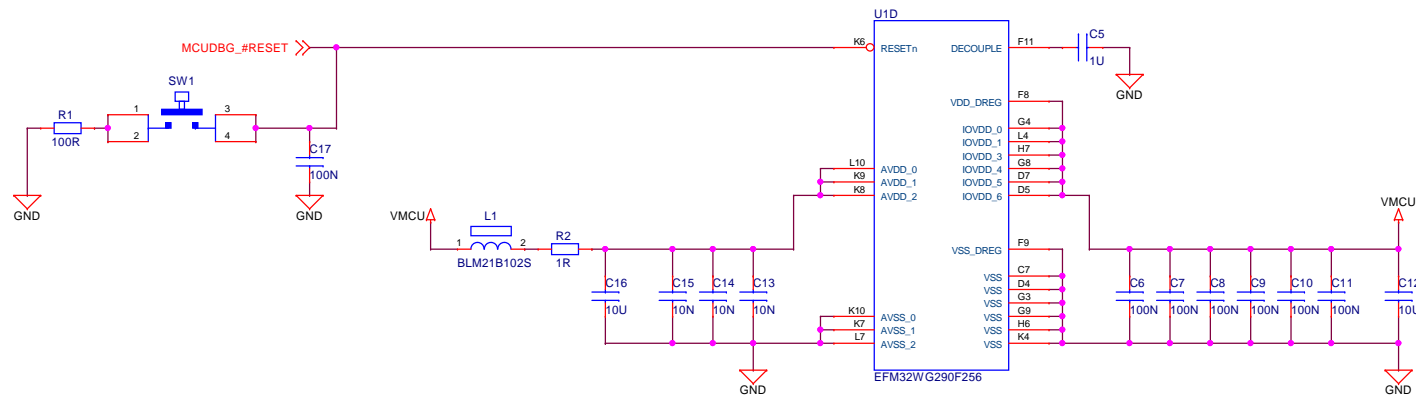 U1D
MCUDBG_#RESET
K6
RESETn
DECOUPLE
F11
C5
1U
GND
SW1
R1
100R
1
2
3
4
C17
100N
GND
GND
VDD_DREG
F8
IOVDD_0
G4
IOVDD_1
L4
IOVDD_3
H7
IOVDD_4
G8
IOVDD_5
D7
IOVDD_6
D5
L10
AVDD_0
K9
AVDD_1
K8
AVDD_2
VMCU
L1
1
2
BLM21B102S
R2
1R
C16
10U
C15
10N
C14
10N
C13
10N
GND
K10
AVSS_0
K7
AVSS_1
L7
AVSS_2
VSS_DREG
F9
VSS
C7
VSS
D4
VSS
G3
VSS
G9
VSS
H6
VSS
K4
EFM32WG290F256
VMCU
C6
100N
C7
100N
C8
100N
C9
100N
C10
100N
C11
100N
C12
10U
GND